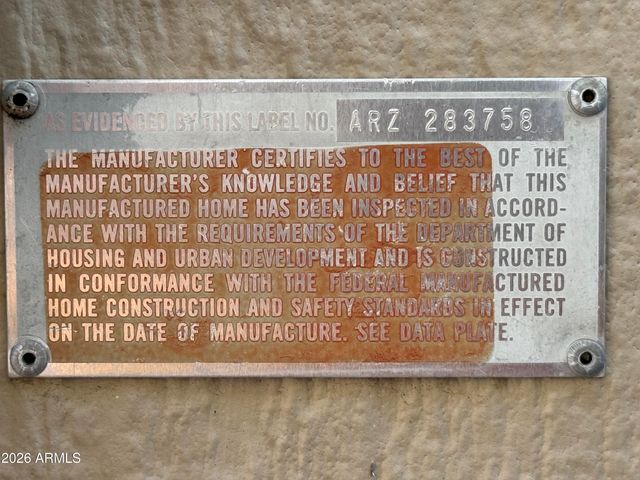 AS EVIDENCED BY THIS LABEL NO. ARZ 283758
THE MANUFACTURER CERTIFIES TO THE BEST OF THE
MANUFACTURER'S KNOWLEDGE AND BELIEF THAT THIS
MANUFACTURED HOME HAS BEEN INSPECTED IN ACCORD-
ANCE WITH THE REQUIREMENTS OF THE DEPARTMENT OF
HOUSING AND URBAN DEVELOPMENT AND IS CONSTRUCTED
IN CONFORMANCE WITH THE FEDERAL MANUFACTURED
HOME CONSTRUCTION AND SAFETY STANDARDS IN EFFECT
ON THE DATE OF MANUFACTURE. SEE DATA PLATE.
2026 ARMLS